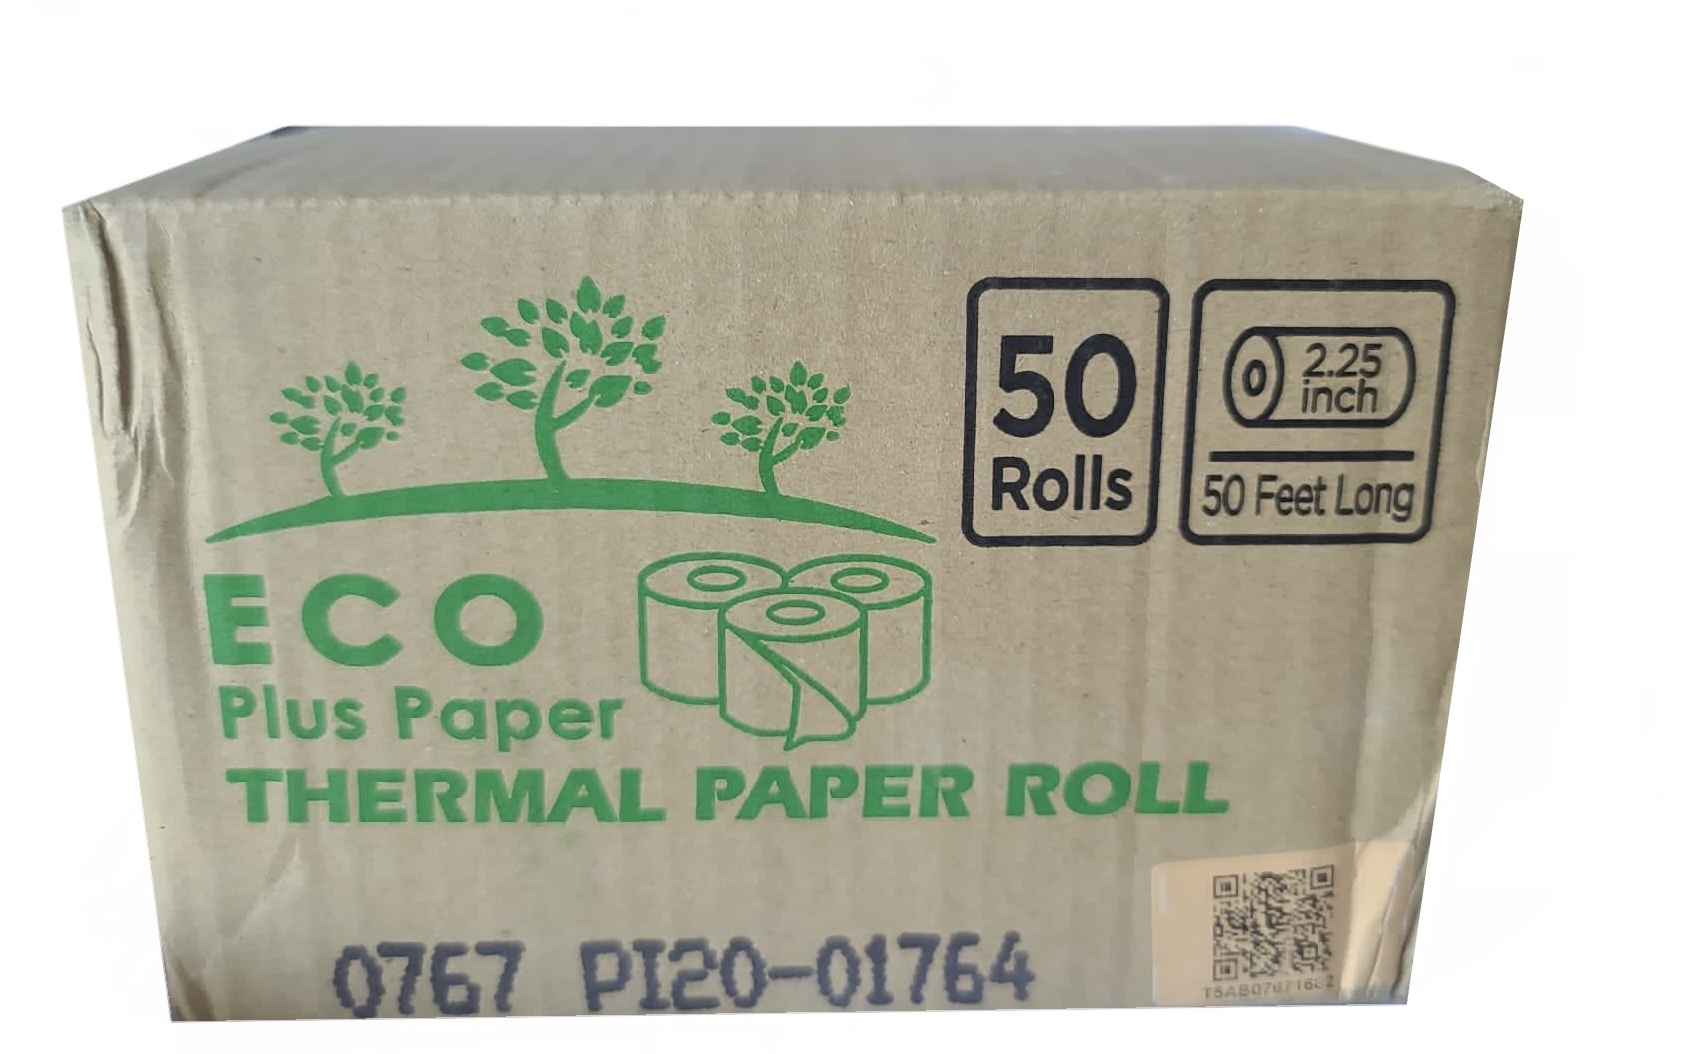 50
Rolls
2.25
inch
50 Feet Long
ECO
Plus Paper
THERMAL PAPER ROLL
0767 PI20-01764